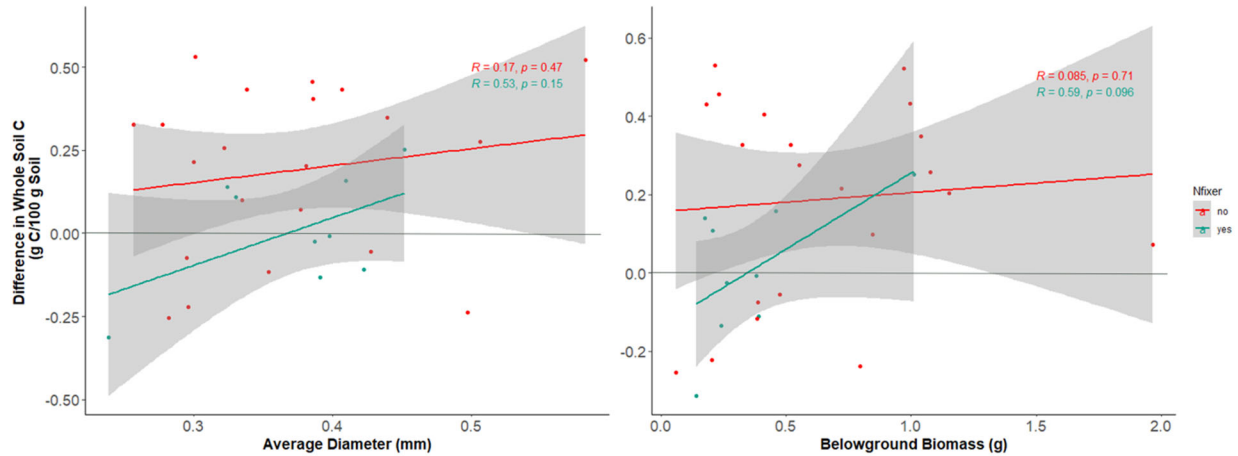 Difference in Whole Soil C
(g C/100 g Soil)
0.50
0.25
0.00
-0.25
-0.50
R = 0.17, p = 0.47
R = 0.53, p = 0.15
0.3
0.4
0.5
Average Diameter (mm)
0.6
0.4
0.2
0.0
-0.2
R = 0.085, p = 0.71
R = 0.59, p = 0.096
0.0
0.5
1.0
1.5
2.0
Belowground Biomass (g)
Nfixer
a no
a yes